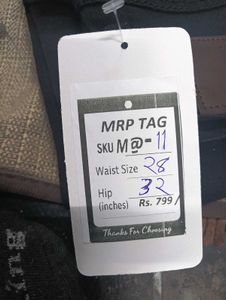 MRP TAG
SKU M@-11
Waist Size 28
Hip 32
(inches) Rs. 799/
Thanks For Choosing